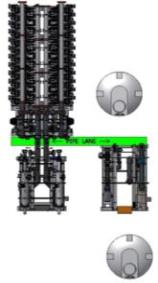 <-- PIPE LANE -->